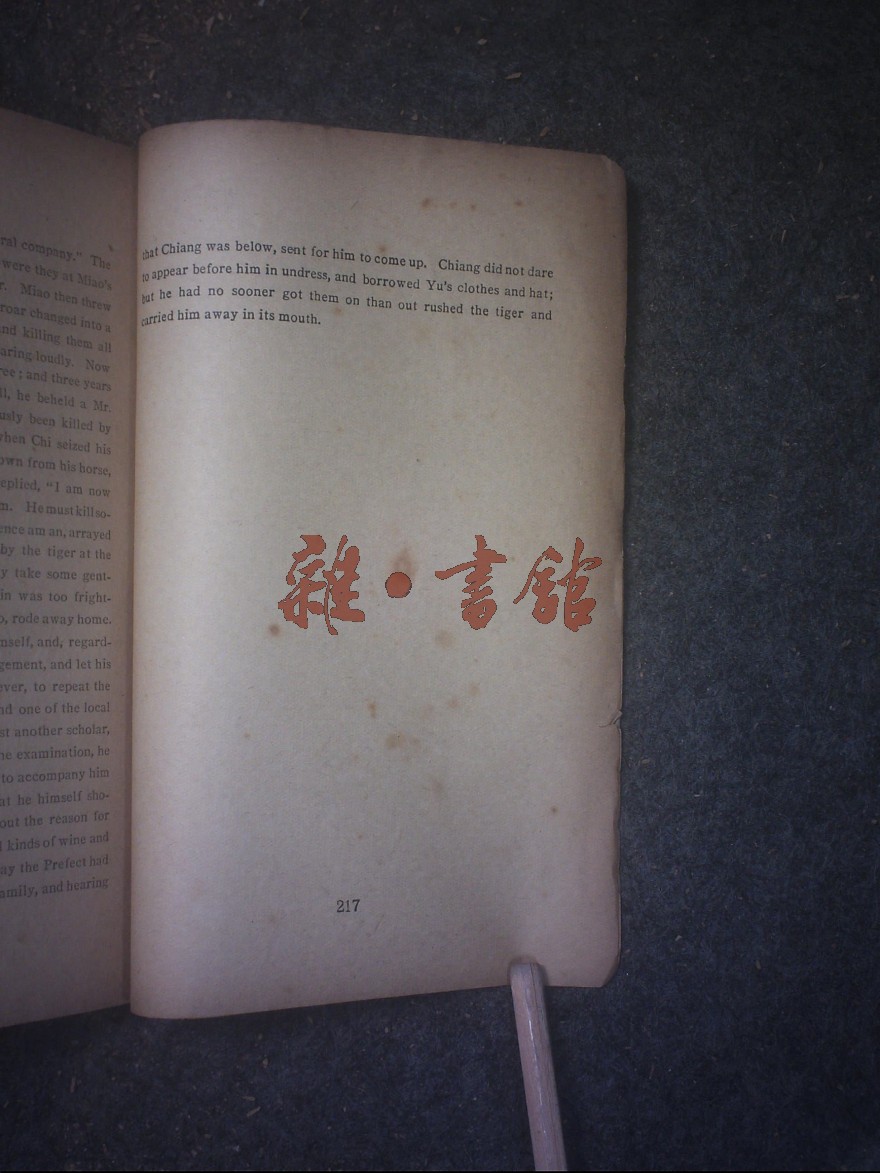 ral company." The
were they at Miao's
r. Miao then threw
roar changed into a
nd killing them all
aring loudly. Now
ree; and three years
ll, he beheld a Mr.
usly been killed by
when Chi seized his
own from his horse,
eplied, "I am now
m. He must kill so-
ence am an, arrayed
by the tiger at the
y take some gent-
in was too fright-
o, rode away home.
mself, and, regard-
gement, and let his
ever, to repeat the
nd one of the local
st another scholar,
he examination, he
to accompany him
at he himself sho-
out the reason for
l kinds of wine and
ay the Prefect had
amily, and hearing
that Chiang was below, sent for him to come up. Chiang did not dare
to appear before him in undress, and borrowed Yu's clothes and hat;
but he had no sooner got them on than out rushed the tiger and
carried him away in its mouth.
雜·書館
217